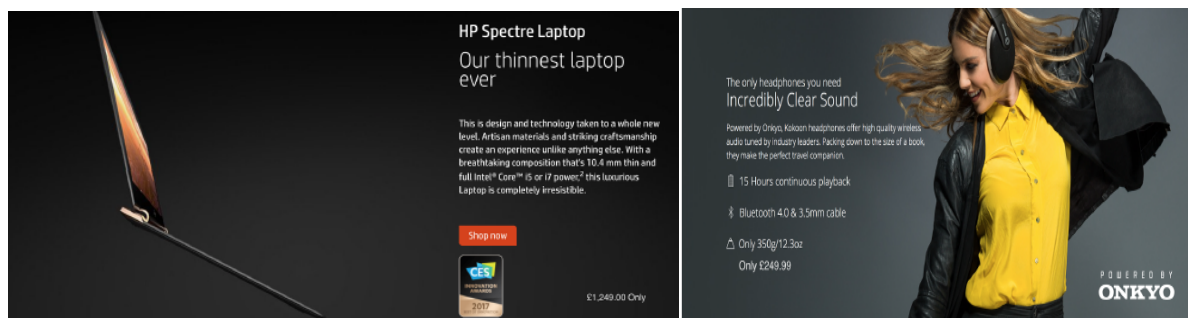 HP Spectre Laptop
Our thinnest laptop
ever
This is design and technology taken to a whole new
level. Artisan materials and striking craftsmanship
create an experience unlike anything else. With a
breathtaking composition that's 10.4 mm thin and
full Intel® Core™ i5 or i7 power,² this luxurious
Laptop is completely irresistible.
Shop now
CES
INNOVATION
AWARDS
2017
£1,249.00 Only
The only headphones you need
Incredibly Clear Sound
Powered by Onkyo, Kokoon headphones offer high quality wireless
audio tuned by industry leaders. Packing down to the size of a book,
they make the perfect travel companion.
15 Hours continuous playback
Bluetooth 4.0 & 3.5mm cable
Only 350g/12.3oz
Only £249.99
POWERED BY
ONKYO